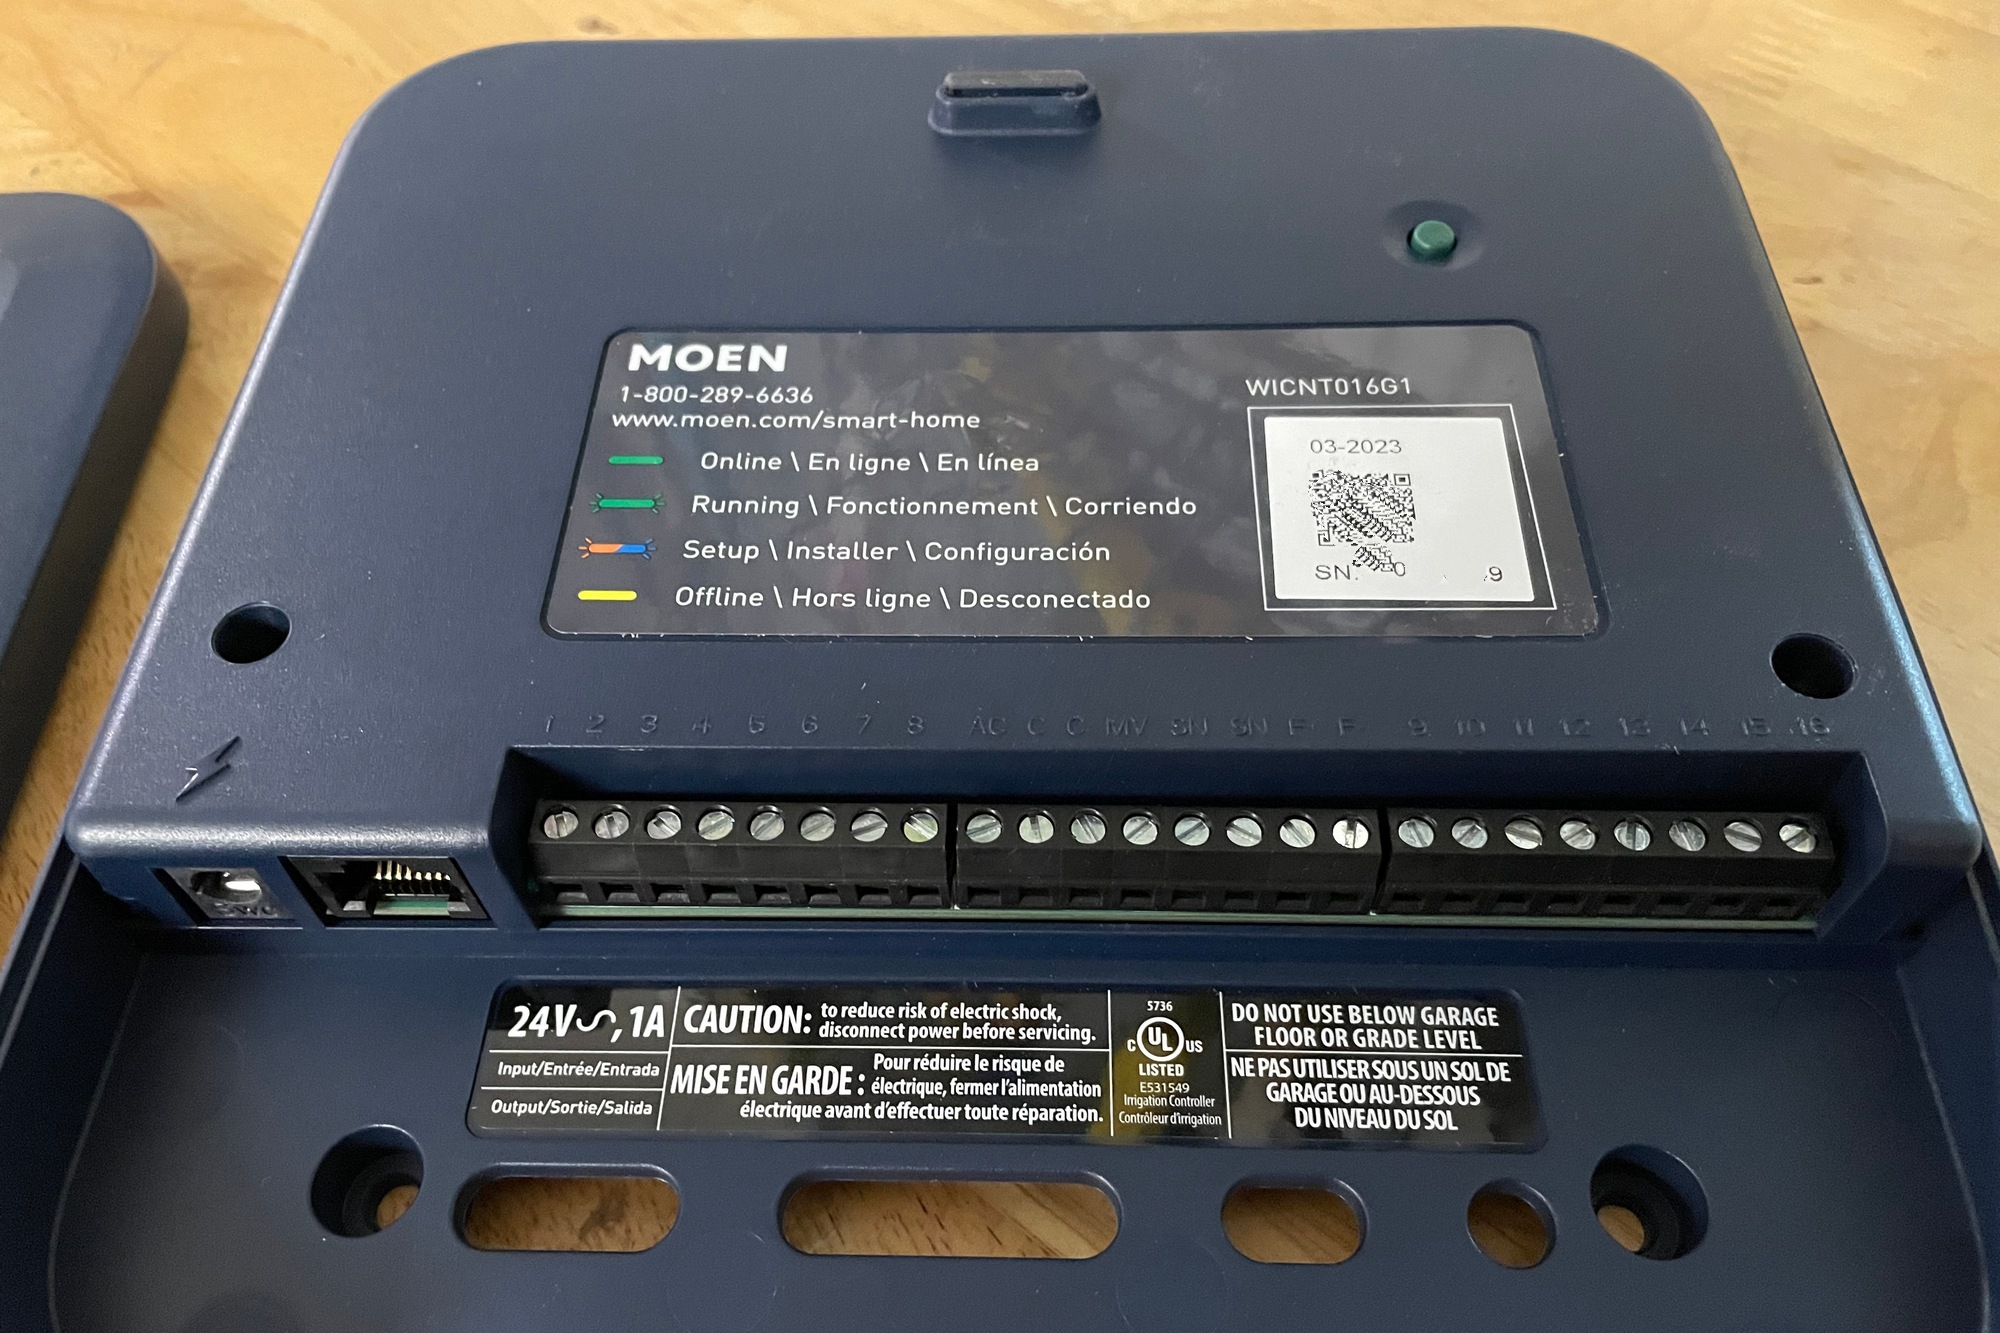 MOEN
1-800-289-6636
www.moen.com/smart-home
Online \ En ligne \ En línea
Running \ Fonctionnement \ Corriendo
Setup \ Installer \ Configuración
Offline \ Hors ligne \ Desconectado
WICNT016G1
03-2023
SN:
1 2 3 4 5 6 7 8 AC C C MV SN SN F F 9 10 11 12 13 14 15 16
24V∿, 1A
Input/Entrée/Entrada
Output/Sortie/Salida
CAUTION: to reduce risk of electric shock,
disconnect power before servicing.
MISE EN GARDE : Pour réduire le risque de
électrique, fermer l'alimentation
électrique avant d'effectuer toute réparation.
5736
C UL US
LISTED
E531549
Irrigation Controller
Contrôleur d'irrigation
DO NOT USE BELOW GARAGE
FLOOR OR GRADE LEVEL
NE PAS UTILISER SOUS UN SOL DE
GARAGE OU AU-DESSOUS
DU NIVEAU DU SOL